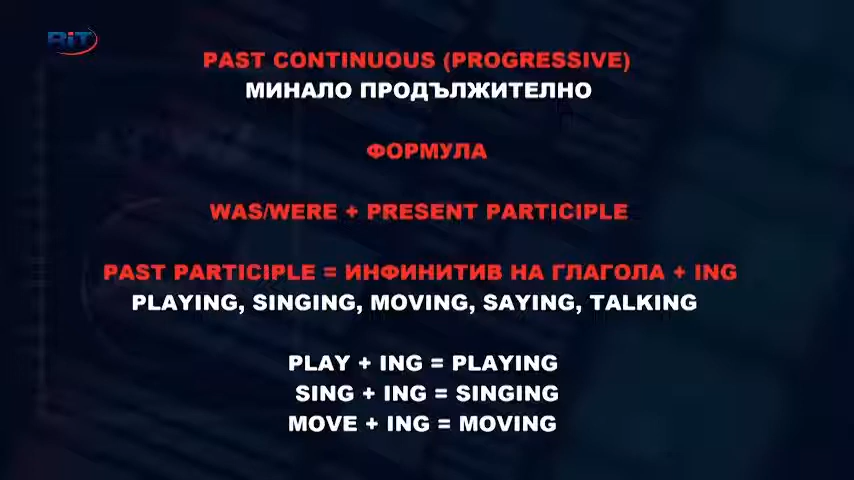 BiT
PAST CONTINUOUS (PROGRESSIVE)
МИНАЛО ПРОДЪЛЖИТЕЛНО
ФОРМУЛА
WAS/WERE + PRESENT PARTICIPLE
PAST PARTICIPLE = ИНФИНИТИВ НА ГЛАГОЛА + ING
PLAYING, SINGING, MOVING, SAYING, TALKING
PLAY + ING = PLAYING
SING + ING = SINGING
MOVE + ING = MOVING